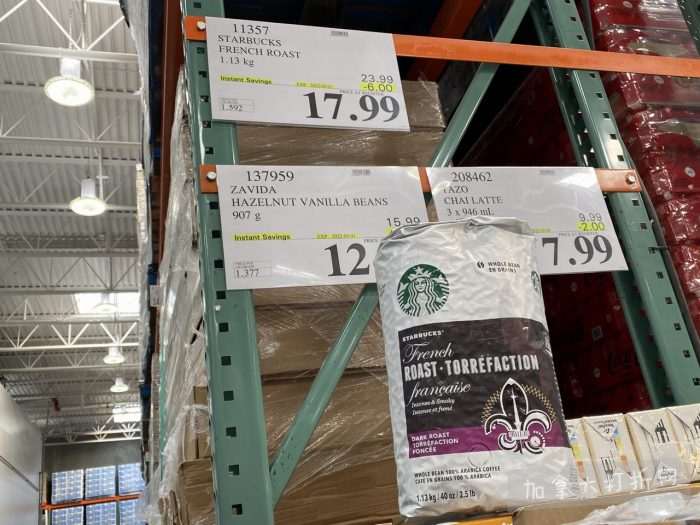 11357
STARBUCKS
FRENCH ROAST
1.13 kg
23.99
Instant Savings
-6.00
1.592
17.99
137959
ZAVIDA
HAZELNUT VANILLA BEANS
907 g
15.99
Instant Savings
PRICE
1.377
12
208462
TAZO
CHAI LATTE
3 x 946 mL
9.99
-2.00
7.99
WHOLE BEAN
EN GRAINS
STARBUCKS
French
ROAST · TORRÉFACTION
française
Intense & Smoky
Intense et fumé
DARK ROAST
TORRÉFACTION
FONCÉE
WHOLE BEAN 100% ARABICA COFFEE
CAFÉ EN GRAINS 100 % ARABICA
1.13 kg / 40 oz / 2.5 lb
加拿大打折网